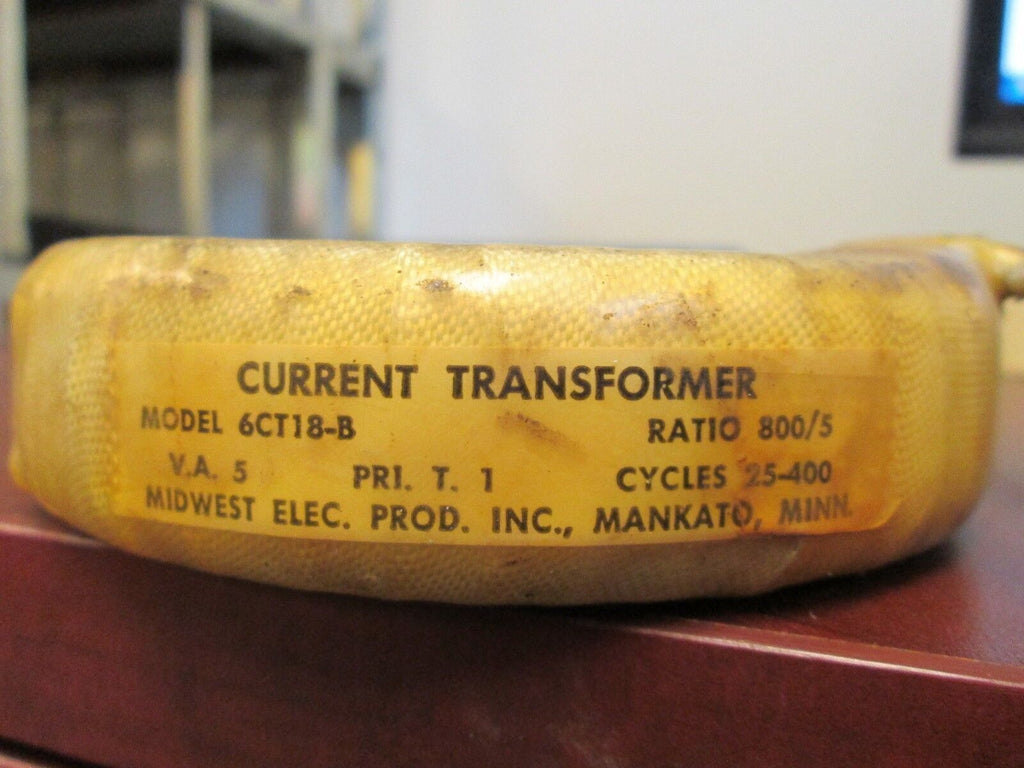 CURRENT TRANSFORMER
MODEL 6CT18-B RATIO 800/5
V.A. 5 PRI. T. 1 CYCLES 25-400
MIDWEST ELEC. PROD. INC., MANKATO, MINN.